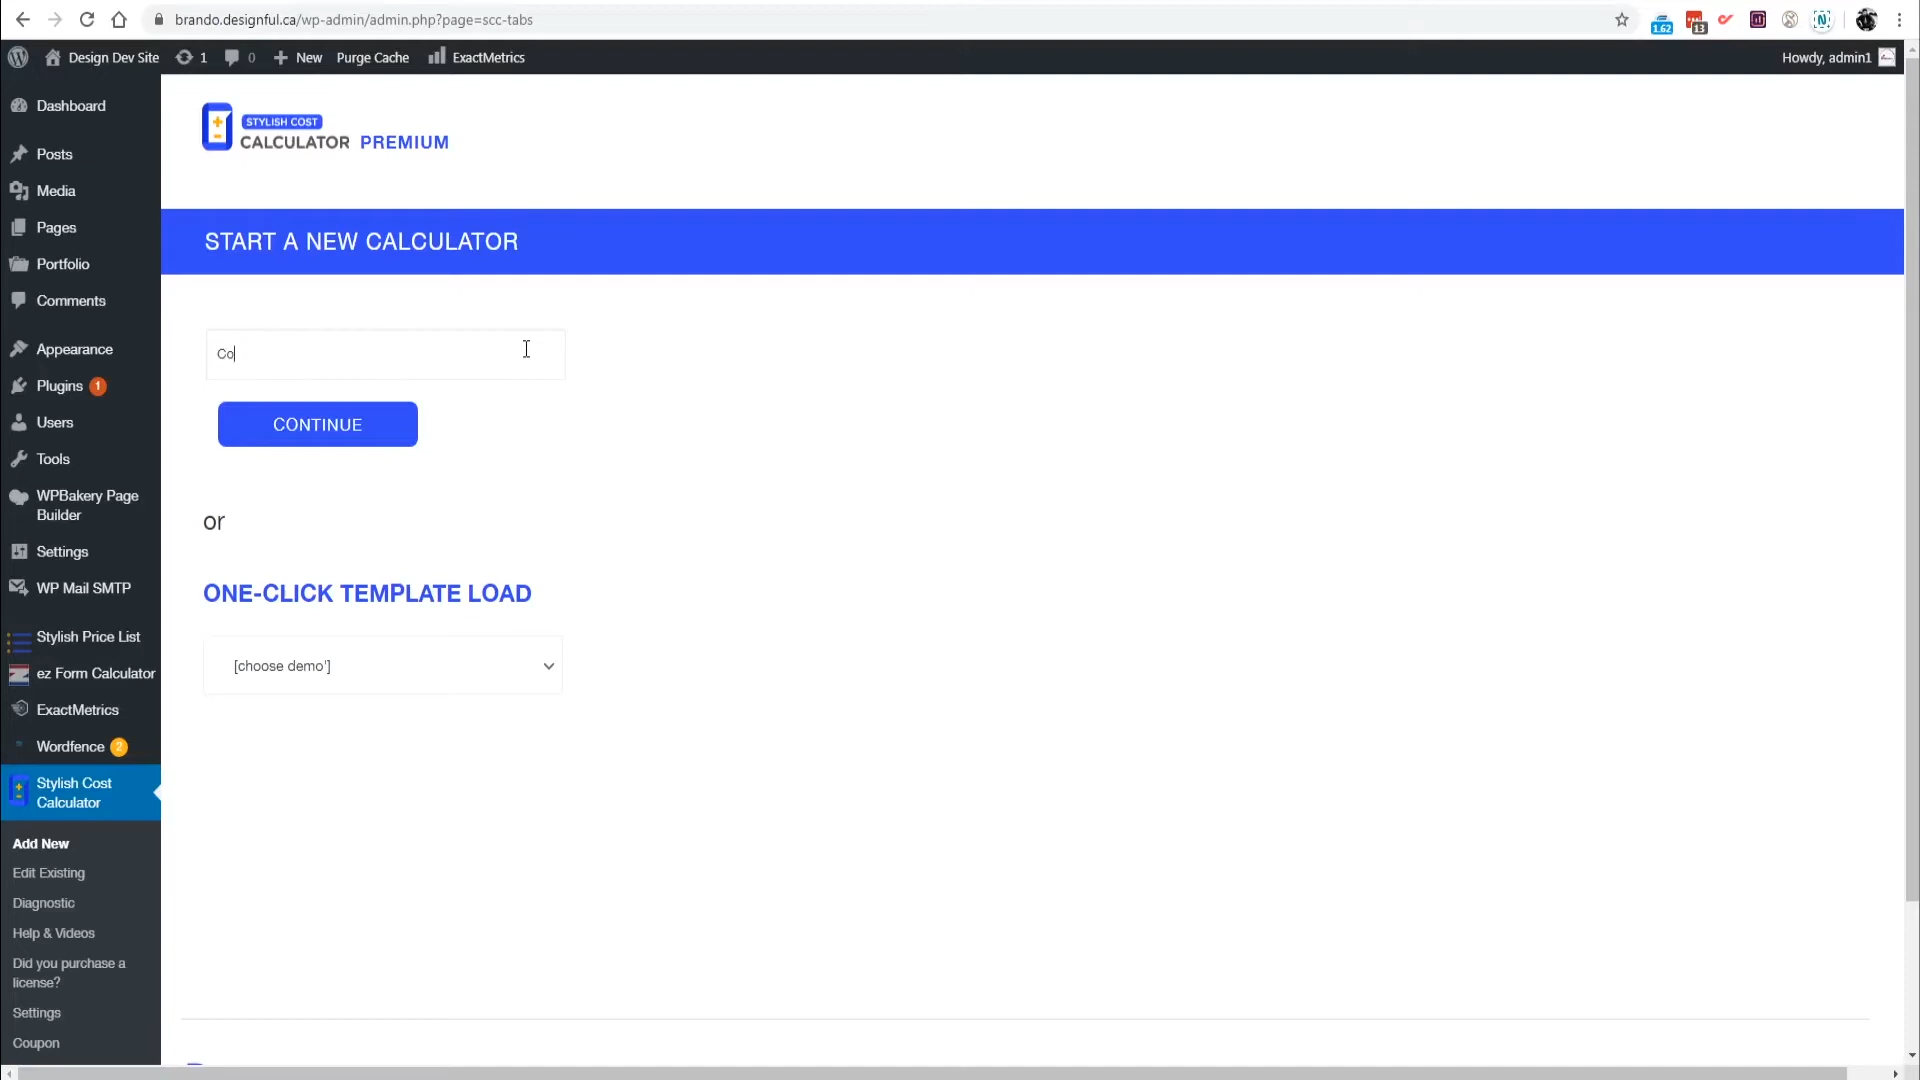 brando.designful.ca/wp-admin/admin.php?page=scc-tabs
1.62
13
Design Dev Site 1 0 New Purge Cache ExactMetrics
Howdy, admin1
Dashboard
Posts
Media
Pages
Portfolio
Comments
Appearance
Plugins 1
Users
Tools
WPBakery Page
Builder
Settings
WP Mail SMTP
Stylish Price List
ez Form Calculator
ExactMetrics
Wordfence 2
Stylish Cost
Calculator
Add New
Edit Existing
Diagnostic
Help & Videos
Did you purchase a
license?
Settings
Coupon
STYLISH COST
CALCULATOR PREMIUM
START A NEW CALCULATOR
Co
CONTINUE
or
ONE-CLICK TEMPLATE LOAD
[choose demo']